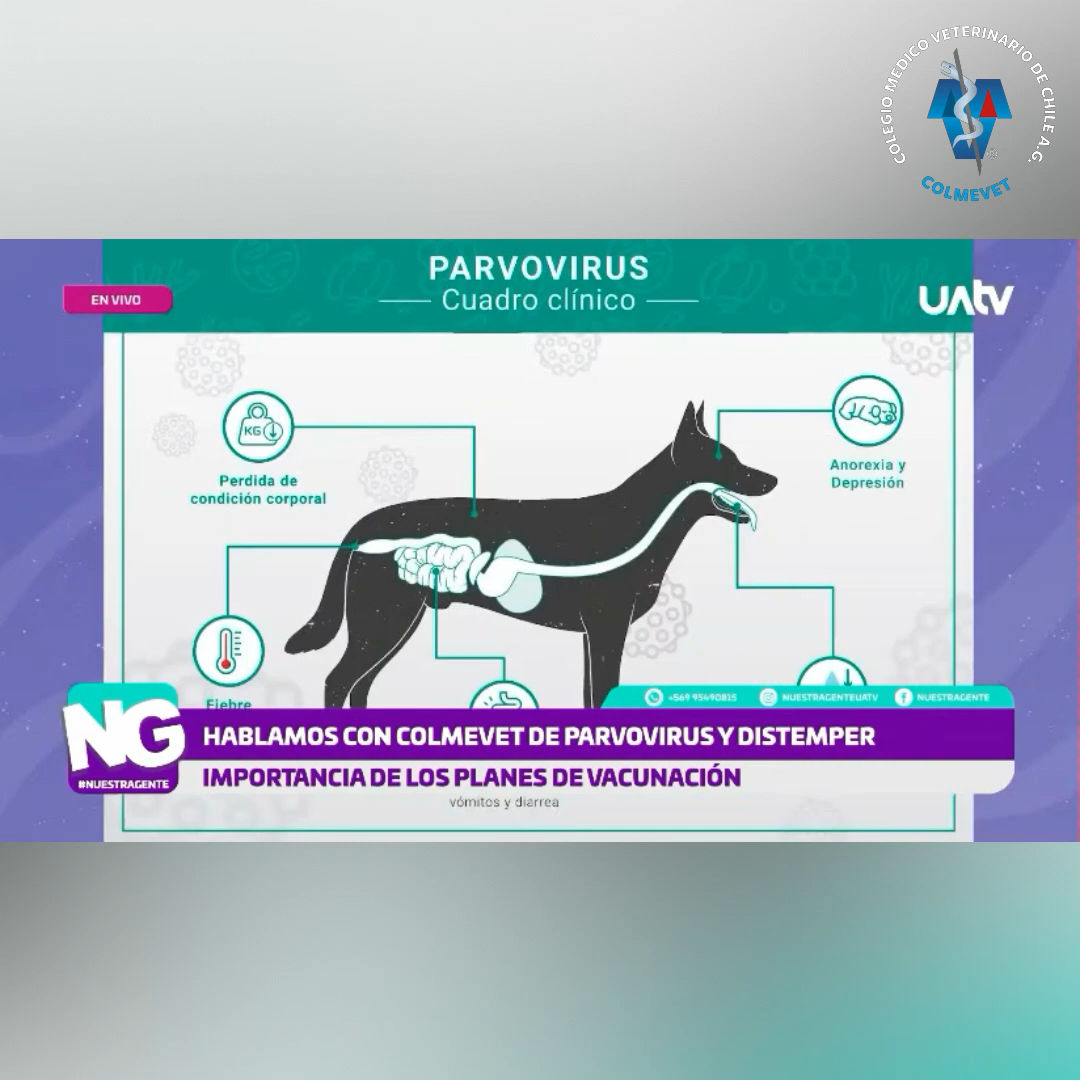 COLEGIO MEDICO VETERINARIO DE CHILE A.G.
COLMEVET
PARVOVIRUS
Cuadro clínico
EN VIVO
UATV
KG
Perdida de
condición corporal
Anorexia y
Depresión
Fiebre
+569 95490815 NUESTRAGENTEUATV NUESTRAGENTE
NG
#NUESTRAGENTE
HABLAMOS CON COLMEVET DE PARVOVIRUS Y DISTEMPER
IMPORTANCIA DE LOS PLANES DE VACUNACIÓN
vómitos y diarrea